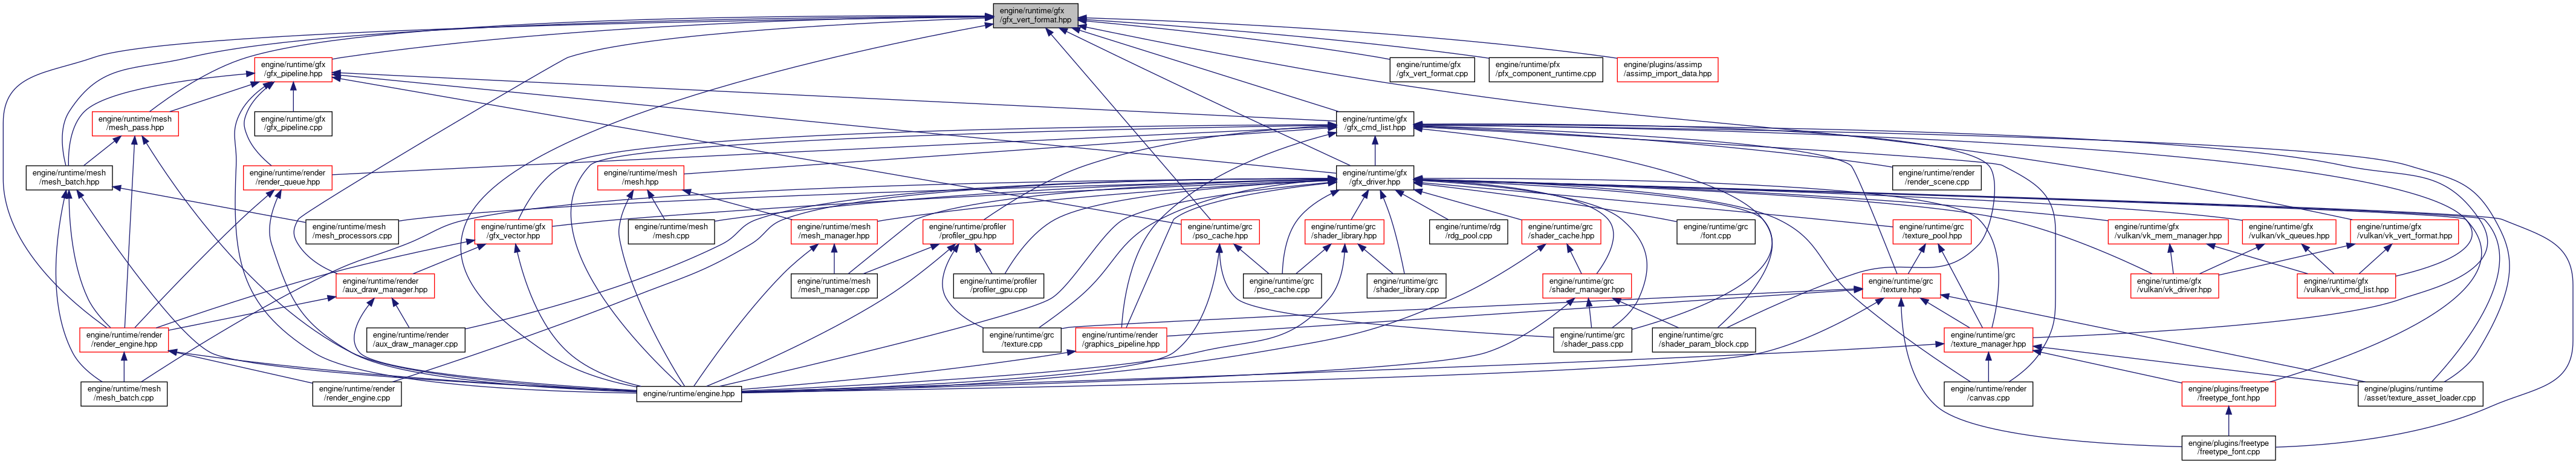 engine/runtime/gfx
/gfx_vert_format.hpp
engine/runtime/gfx
/gfx_pipeline.hpp
engine/runtime/gfx
/gfx_vert_format.cpp
engine/runtime/pfx
/pfx_component_runtime.cpp
engine/plugins/assimp
/assimp_import_data.hpp
engine/runtime/mesh
/mesh_pass.hpp
engine/runtime/gfx
/gfx_pipeline.cpp
engine/runtime/gfx
/gfx_cmd_list.hpp
engine/runtime/mesh
/mesh_batch.hpp
engine/runtime/render
/render_queue.hpp
engine/runtime/mesh
/mesh.hpp
engine/runtime/gfx
/gfx_driver.hpp
engine/runtime/render
/render_scene.cpp
engine/runtime/mesh
/mesh_processors.cpp
engine/runtime/gfx
/gfx_vector.hpp
engine/runtime/mesh
/mesh.cpp
engine/runtime/mesh
/mesh_manager.hpp
engine/runtime/profiler
/profiler_gpu.hpp
engine/runtime/grc
/pso_cache.hpp
engine/runtime/grc
/shader_library.hpp
engine/runtime/rdg
/rdg_pool.cpp
engine/runtime/grc
/shader_cache.hpp
engine/runtime/grc
/font.cpp
engine/runtime/grc
/texture_pool.hpp
engine/runtime/gfx
/vulkan/vk_mem_manager.hpp
engine/runtime/gfx
/vulkan/vk_queues.hpp
engine/runtime/gfx
/vulkan/vk_vert_format.hpp
engine/runtime/render
/aux_draw_manager.hpp
engine/runtime/mesh
/mesh_manager.cpp
engine/runtime/profiler
/profiler_gpu.cpp
engine/runtime/grc
/pso_cache.cpp
engine/runtime/grc
/shader_library.cpp
engine/runtime/grc
/shader_manager.hpp
engine/runtime/grc
/texture.hpp
engine/runtime/gfx
/vulkan/vk_driver.hpp
engine/runtime/gfx
/vulkan/vk_cmd_list.hpp
engine/runtime/render
/render_engine.hpp
engine/runtime/render
/aux_draw_manager.cpp
engine/runtime/grc
/texture.cpp
engine/runtime/render
/graphics_pipeline.hpp
engine/runtime/grc
/shader_pass.cpp
engine/runtime/grc
/shader_param_block.cpp
engine/runtime/grc
/texture_manager.hpp
engine/runtime/mesh
/mesh_batch.cpp
engine/runtime/render
/render_engine.cpp
engine/runtime/engine.hpp
engine/runtime/render
/canvas.cpp
engine/plugins/freetype
/freetype_font.hpp
engine/plugins/runtime
/asset/texture_asset_loader.cpp
engine/plugins/freetype
/freetype_font.cpp